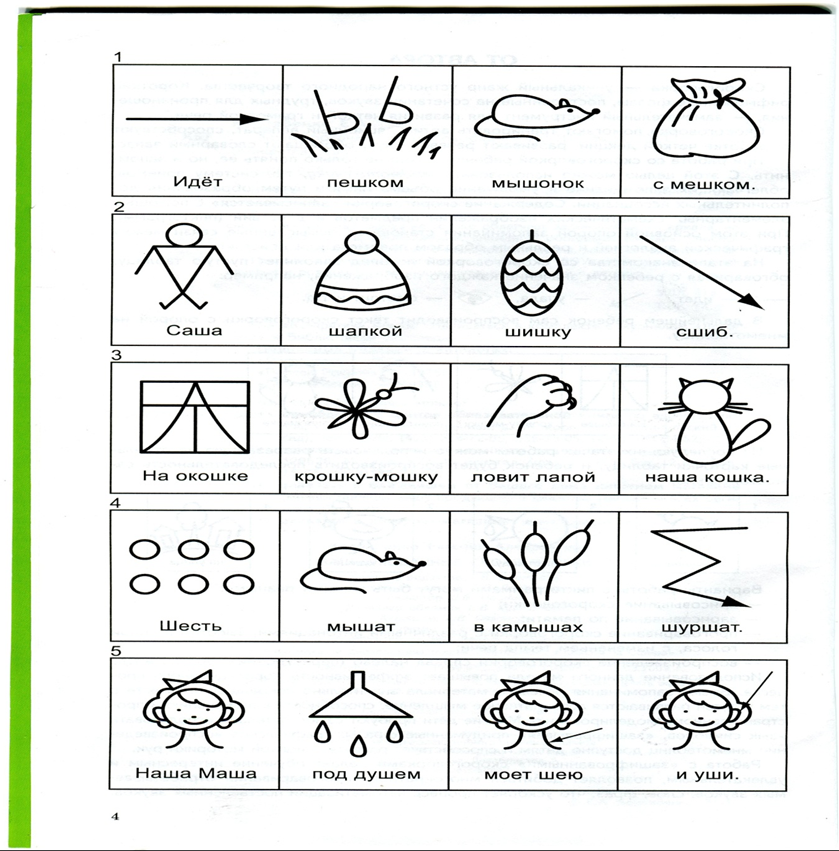 1
Идёт пешком мышонок с мешком.
2
Саша шапкой шишку сшиб.
3
На окошке крошку-мошку ловит лапой наша кошка.
4
Шесть мышат в камышах шуршат.
5
Наша Маша под душем моет шею и уши.
4